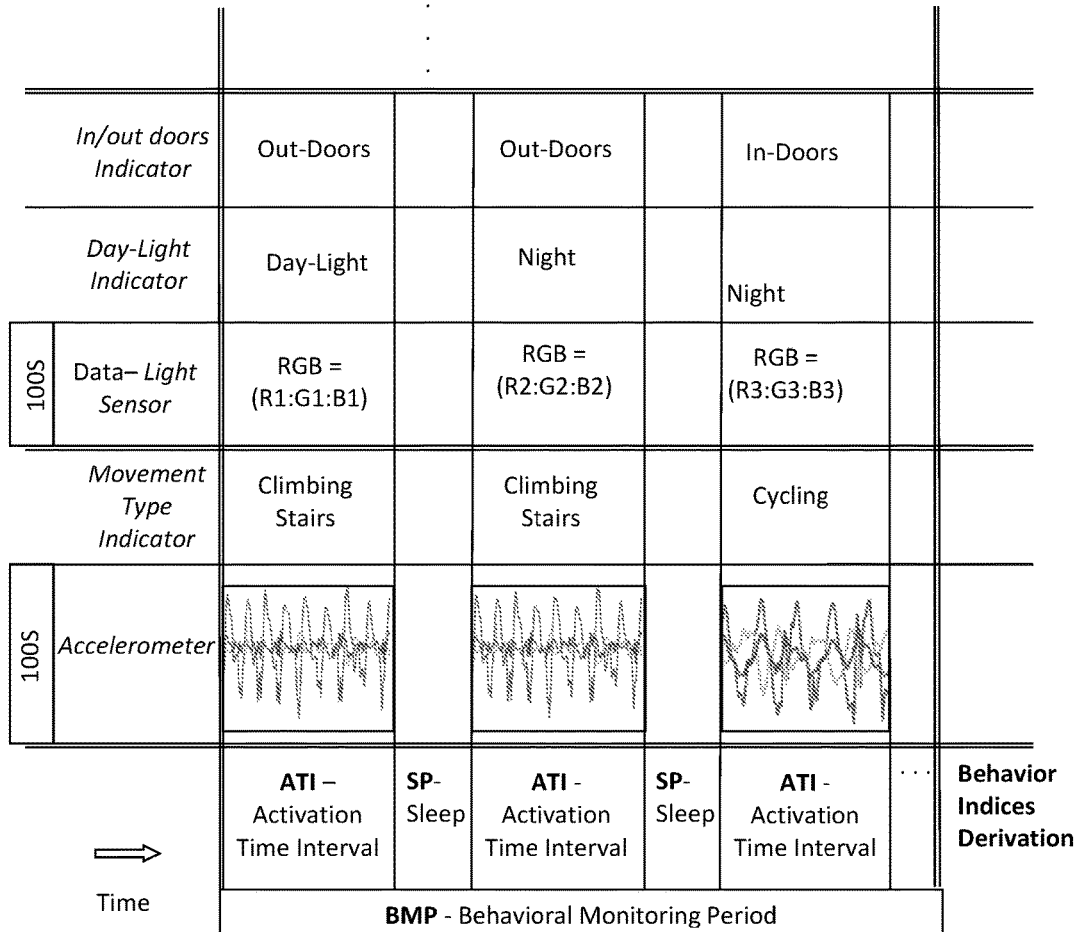 In/out doors
Indicator
Out-Doors
Out-Doors
In-Doors
Day-Light
Indicator
Day-Light
Night
Night
100S
Data– Light
Sensor
RGB =
(R1:G1:B1)
RGB =
(R2:G2:B2)
RGB =
(R3:G3:B3)
Movement
Type
Indicator
Climbing
Stairs
Climbing
Stairs
Cycling
100S
Accelerometer
Time
ATI –
Activation
Time Interval
SP-
Sleep
ATI -
Activation
Time Interval
SP-
Sleep
ATI -
Activation
Time Interval
. . .
Behavior
Indices
Derivation
BMP - Behavioral Monitoring Period